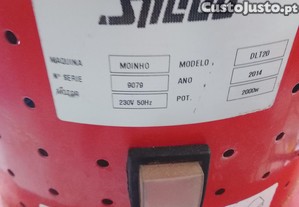 CustoJusto.pt
MAQUINA MOINHO MODELO DLT20
Nº SERIE 9079 ANO 2014
230V 50Hz POT. 2000w